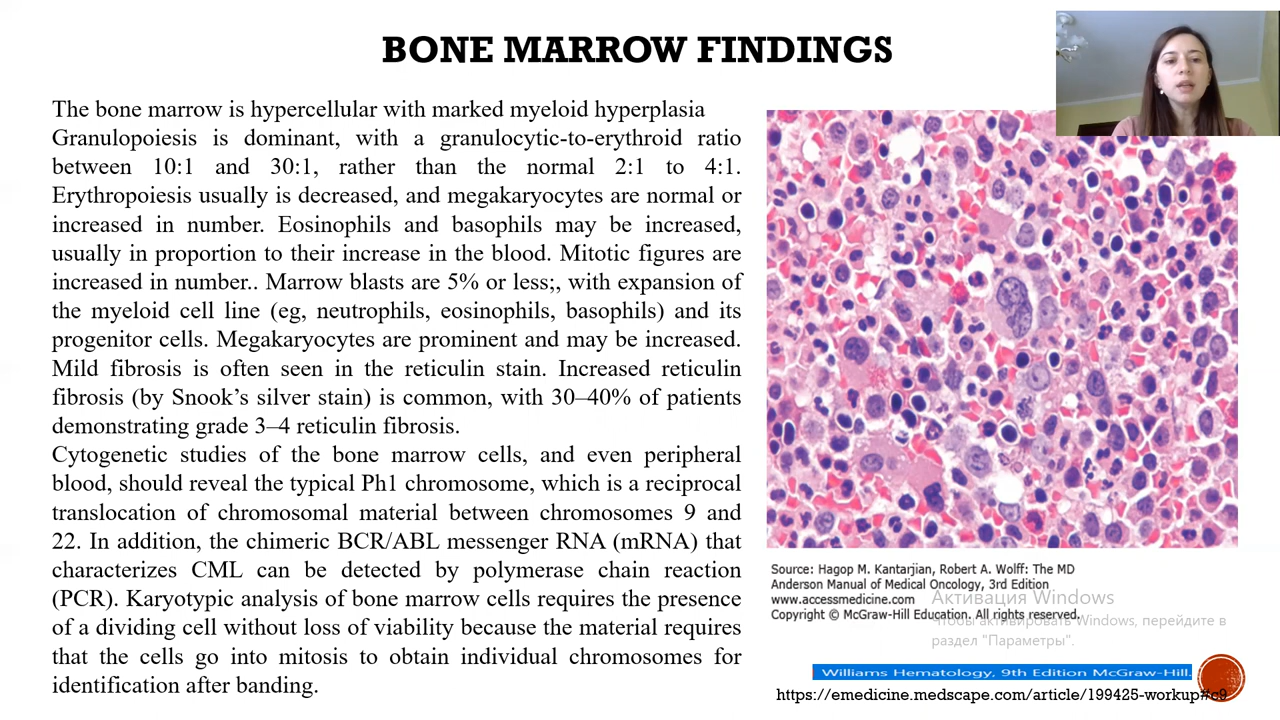 BONE MARROW FINDINGS
The bone marrow is hypercellular with marked myeloid hyperplasia
Granulopoiesis is dominant, with a granulocytic-to-erythroid ratio
between 10:1 and 30:1, rather than the normal 2:1 to 4:1.
Erythropoiesis usually is decreased, and megakaryocytes are normal or
increased in number. Eosinophils and basophils may be increased,
usually in proportion to their increase in the blood. Mitotic figures are
increased in number.. Marrow blasts are 5% or less;, with expansion of
the myeloid cell line (eg, neutrophils, eosinophils, basophils) and its
progenitor cells. Megakaryocytes are prominent and may be increased.
Mild fibrosis is often seen in the reticulin stain. Increased reticulin
fibrosis (by Snook's silver stain) is common, with 30–40% of patients
demonstrating grade 3–4 reticulin fibrosis.
Cytogenetic studies of the bone marrow cells, and even peripheral
blood, should reveal the typical Ph1 chromosome, which is a reciprocal
translocation of chromosomal material between chromosomes 9 and
22. In addition, the chimeric BCR/ABL messenger RNA (mRNA) that
characterizes CML can be detected by polymerase chain reaction
(PCR). Karyotypic analysis of bone marrow cells requires the presence
of a dividing cell without loss of viability because the material requires
that the cells go into mitosis to obtain individual chromosomes for
identification after banding.
Source: Hagop M. Kantarjian, Robert A. Wolff: The MD
Anderson Manual of Medical Oncology, 3rd Edition
www.accessmedicine.com
Copyright © McGraw-Hill Education. All rights reserved.
Активация Windows
Чтобы активировать Windows, перейдите в
раздел "Параметры".
Williams Hematology, 9th Edition McGraw-Hill.
https://emedicine.medscape.com/article/199425-workup#c9